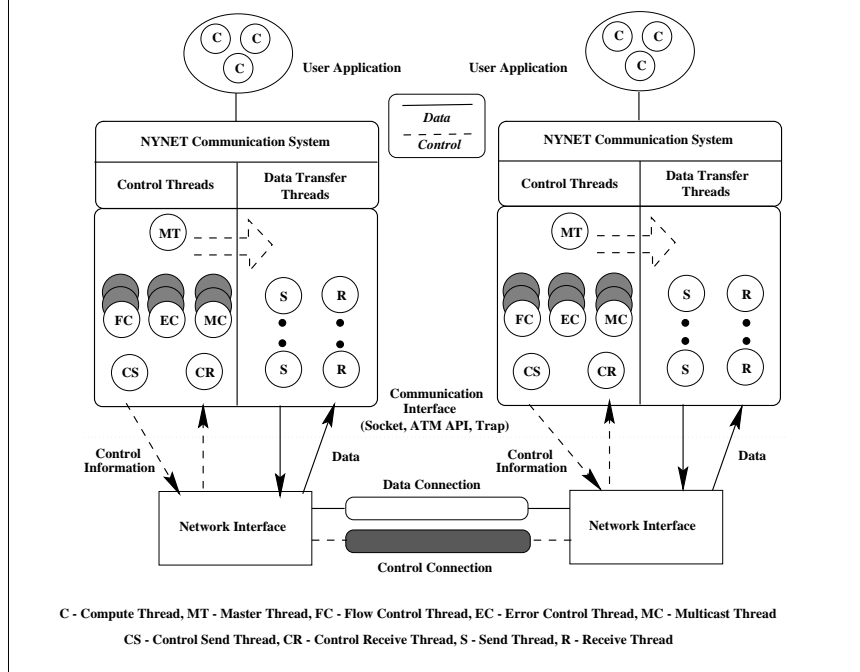 C C
C
User Application
User Application
C C
C
Data
Control
NYNET Communication System
Control Threads
Data Transfer
Threads
MT
FC EC MC
S R
S R
CS CR
NYNET Communication System
Control Threads
Data Transfer
Threads
MT
FC EC MC
S R
S R
CS CR
Communication
Interface
(Socket, ATM API, Trap)
Control
Information
Data
Control
Information
Data
Network Interface
Data Connection
Control Connection
Network Interface
C - Compute Thread, MT - Master Thread, FC - Flow Control Thread, EC - Error Control Thread, MC - Multicast Thread
CS - Control Send Thread, CR - Control Receive Thread, S - Send Thread, R - Receive Thread